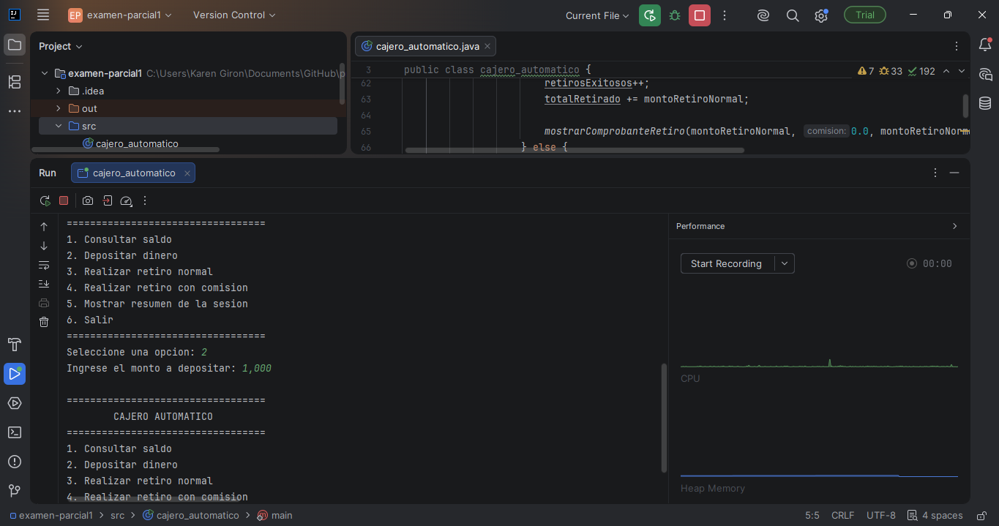 EP examen-parcial1 Version Control Current File Trial
Project
examen-parcial1 C:\Users\Karen Giron\Documents\GitHub\p
.idea
out
src
cajero_automatico
cajero_automatico.java
3 public class cajero_automatico {
7 33 192
62 retirosExitosos++;
63 totalRetirado += montoRetiroNormal;
64
65 mostrarComprobanteRetiro(montoRetiroNormal, comision: 0.0, montoRetiroNorm
66 } else {
Run cajero_automatico
==================================
1. Consultar saldo
2. Depositar dinero
3. Realizar retiro normal
4. Realizar retiro con comision
5. Mostrar resumen de la sesion
6. Salir
==================================
Seleccione una opcion: 2
Ingrese el monto a depositar: 1,000
==================================
CAJERO AUTOMATICO
==================================
1. Consultar saldo
2. Depositar dinero
3. Realizar retiro normal
4. Realizar retiro con comision
Performance
Start Recording 00:00
CPU
Heap Memory
examen-parcial1 > src > cajero_automatico > main 5:5 CRLF UTF-8 4 spaces